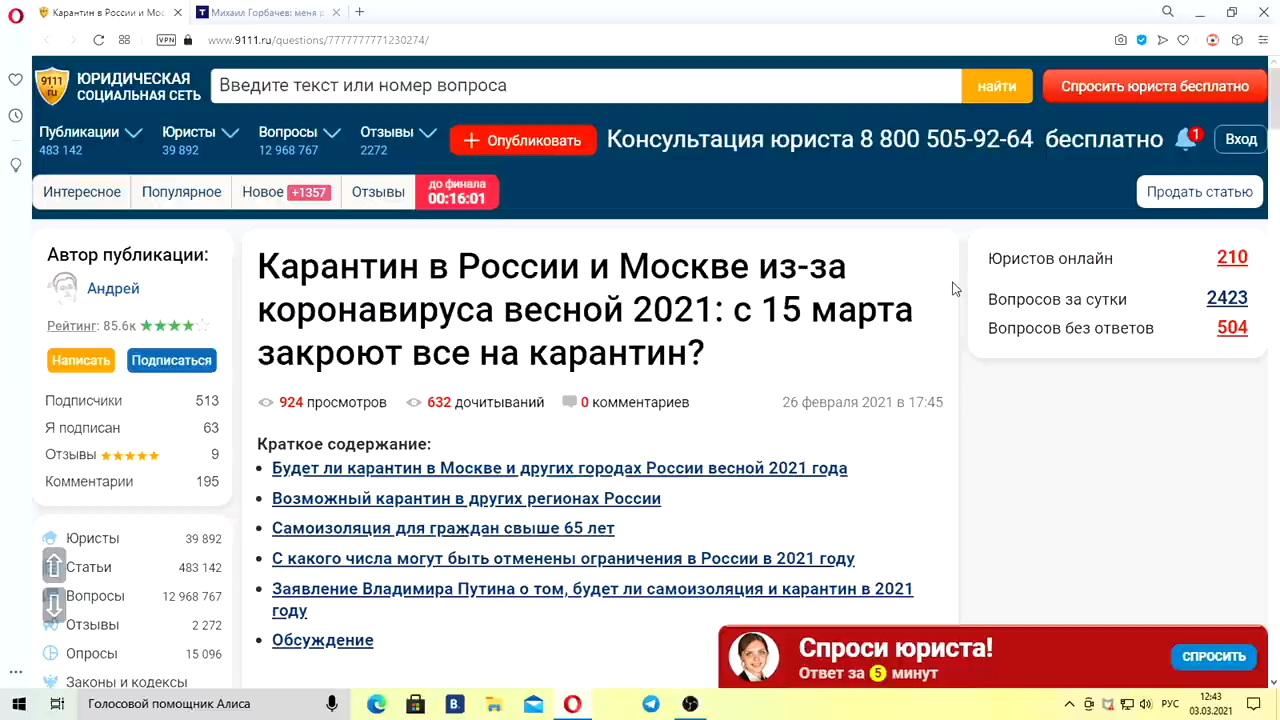 Карантин в России и Мос
Михаил Горбачев: меня р
VPN
www.9111.ru/questions/7777777771230274/
9111
ru
ЮРИДИЧЕСКАЯ
СОЦИАЛЬНАЯ СЕТЬ
Введите текст или номер вопроса
найти
Спросить юриста бесплатно
Публикации
483 142
Юристы
39 892
Вопросы
12 968 767
Отзывы
2272
Опубликовать
Консультация юриста 8 800 505-92-64 бесплатно
1
Вход
Интересное
Популярное
Новое +1357
Отзывы
до финала
00:16:01
Продать статью
Автор публикации:
Андрей
Рейтинг: 85.6к
Написать
Подписаться
Подписчики 513
Я подписан 63
Отзывы 9
Комментарии 195
Юристы 39 892
Статьи 483 142
Вопросы 12 968 767
Отзывы 2 272
Опросы 15 096
Законы и кодексы
Карантин в России и Москве из-за
коронавируса весной 2021: с 15 марта
закроют все на карантин?
924 просмотров 632 дочитываний 0 комментариев 26 февраля 2021 в 17:45
Краткое содержание:
Будет ли карантин в Москве и других городах России весной 2021 года
Возможный карантин в других регионах России
Самоизоляция для граждан свыше 65 лет
С какого числа могут быть отменены ограничения в России в 2021 году
Заявление Владимира Путина о том, будет ли самоизоляция и карантин в 2021
году
Обсуждение
Юристов онлайн 210
Вопросов за сутки 2423
Вопросов без ответов 504
Спроси юриста!
Ответ за 5 минут
СПРОСИТЬ
Голосовой помощник Алиса
B.
РУС
12:43
03.03.2021